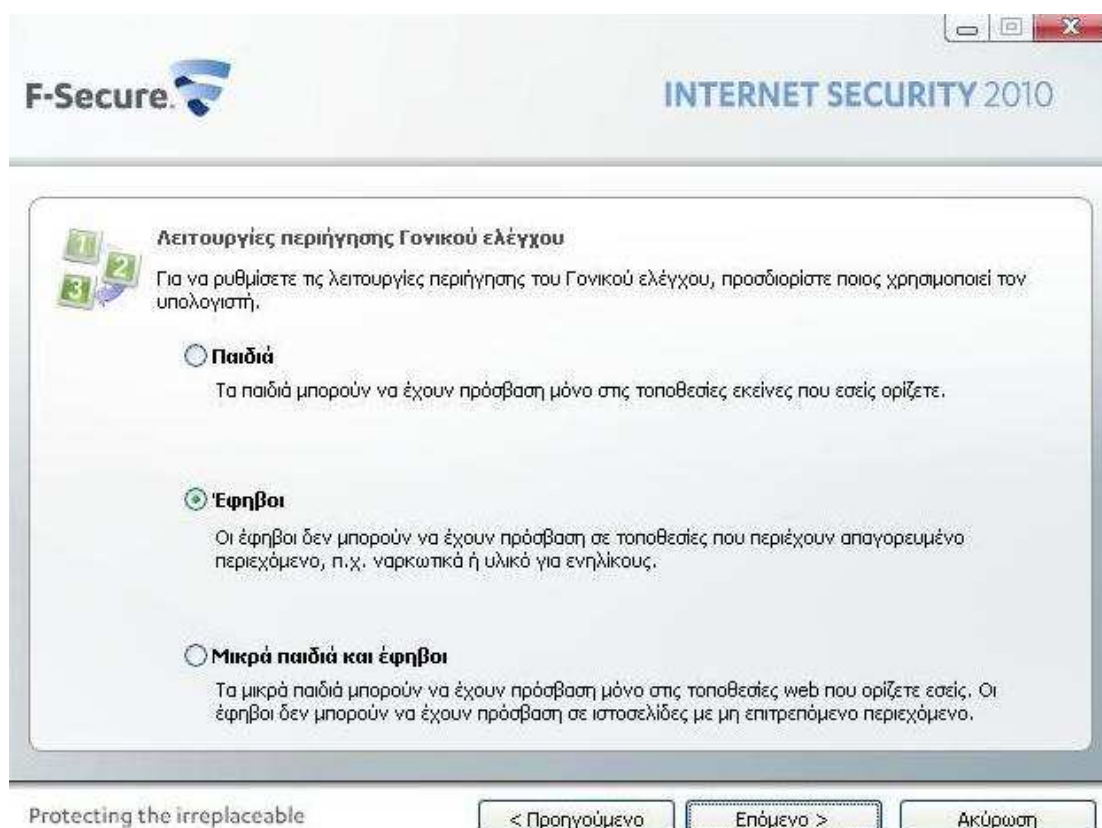 F-Secure.
INTERNET SECURITY 2010
Λειτουργίες περιήγησης Γονικού ελέγχου
Για να ρυθμίσετε τις λειτουργίες περιήγησης του Γονικού ελέγχου, προσδιορίστε ποιος χρησιμοποιεί τον
υπολογιστή.
1
2
3
Παιδιά
Τα παιδιά μπορούν να έχουν πρόσβαση μόνο στις τοποθεσίες εκείνες που εσείς ορίζετε.
Έφηβοι
Οι έφηβοι δεν μπορούν να έχουν πρόσβαση σε τοποθεσίες που περιέχουν απαγορευμένο
περιεχόμενο, π.χ. ναρκωτικά ή υλικό για ενηλίκους.
Μικρά παιδιά και έφηβοι
Τα μικρά παιδιά μπορούν να έχουν πρόσβαση μόνο στις τοποθεσίες web που ορίζετε εσείς. Οι
έφηβοι δεν μπορούν να έχουν πρόσβαση σε ιστοσελίδες με μη επιτρεπόμενο περιεχόμενο.
Protecting the irreplaceable
< Προηγούμενο
Επόμενο >
Ακύρωση